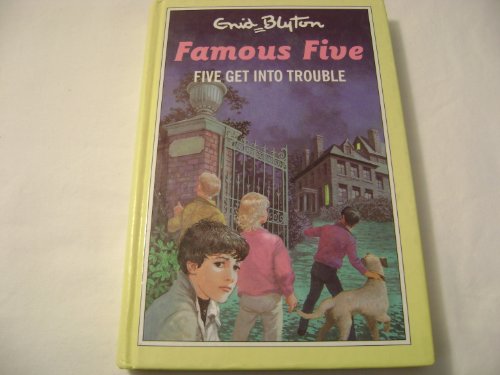 Enid Blyton
Famous Five
FIVE GET INTO TROUBLE